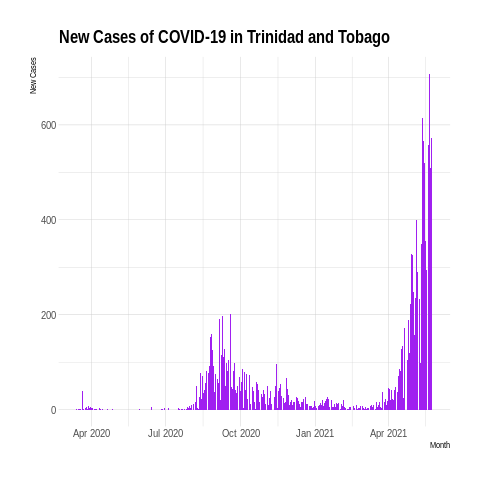 New Cases of COVID-19 in Trinidad and Tobago
New Cases
600
400
200
0
Apr 2020 Jul 2020 Oct 2020 Jan 2021 Apr 2021
Month